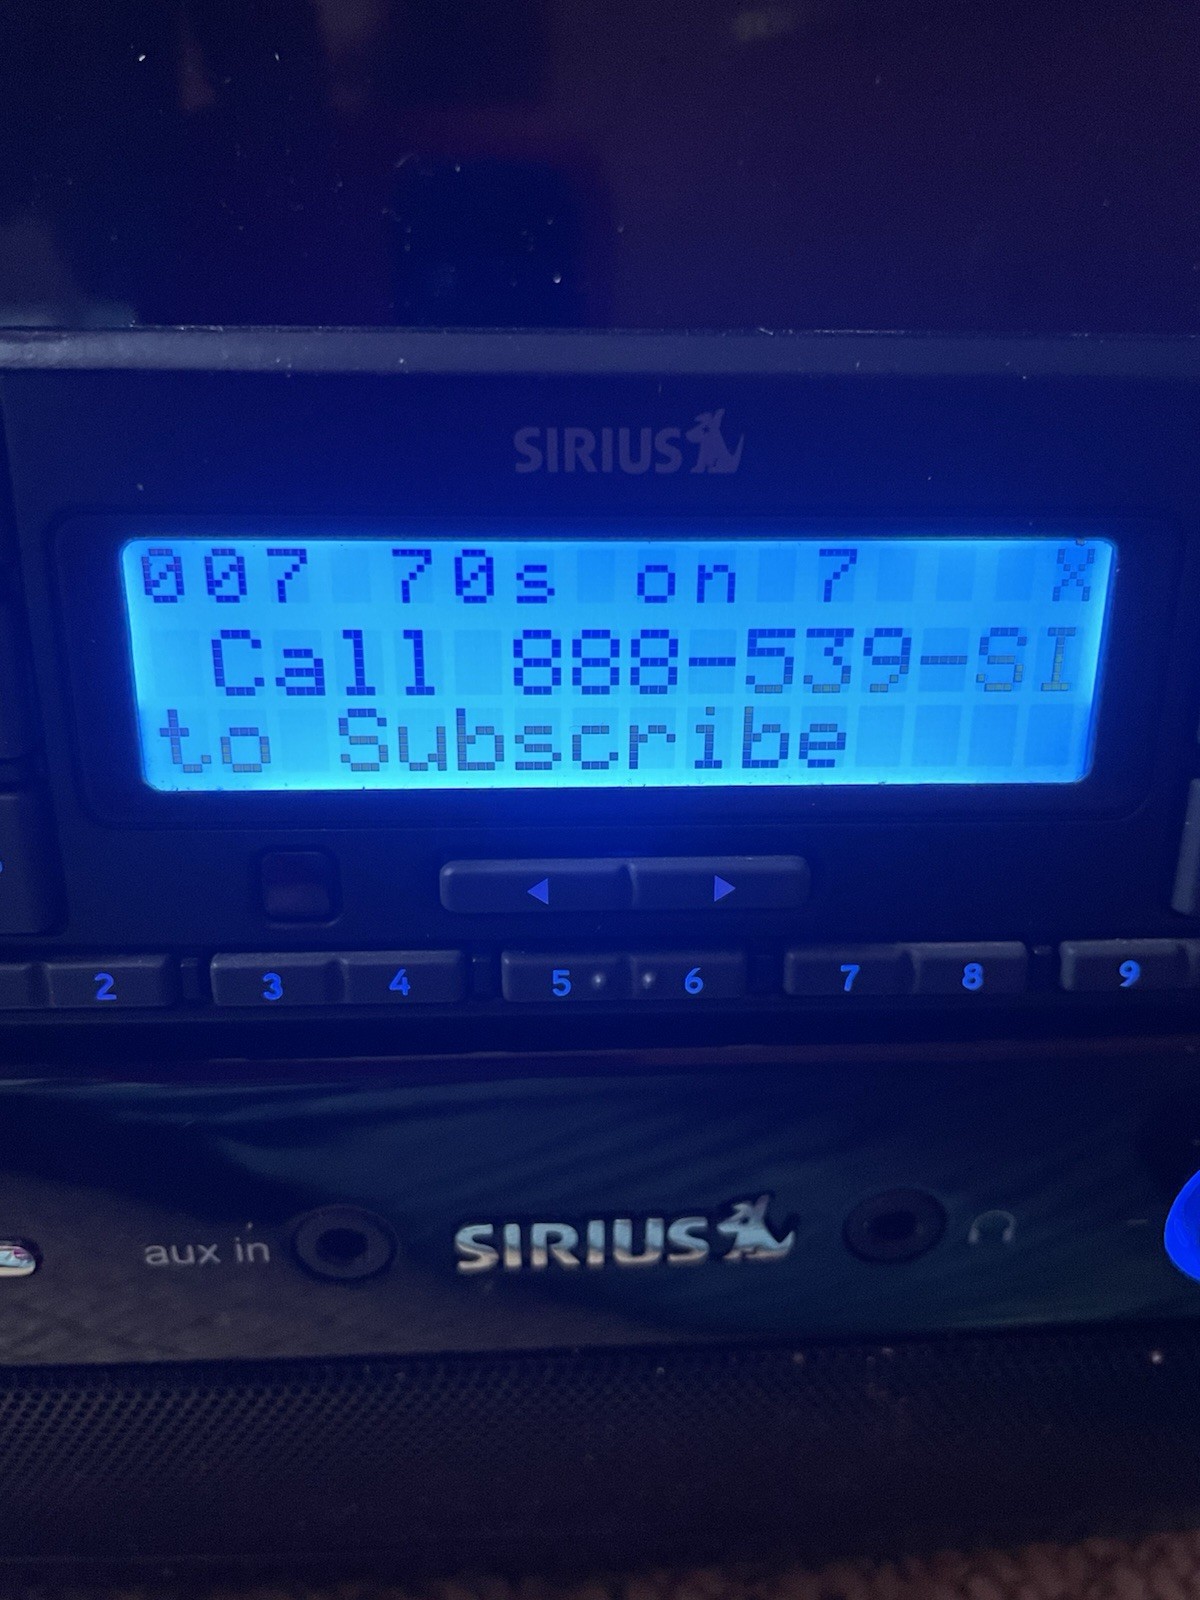 SIRIUS
007 70s on 7 X
Call 888-539-SI
to Subscribe
2 3 4 5 6 7 8 9
aux in SIRIUS